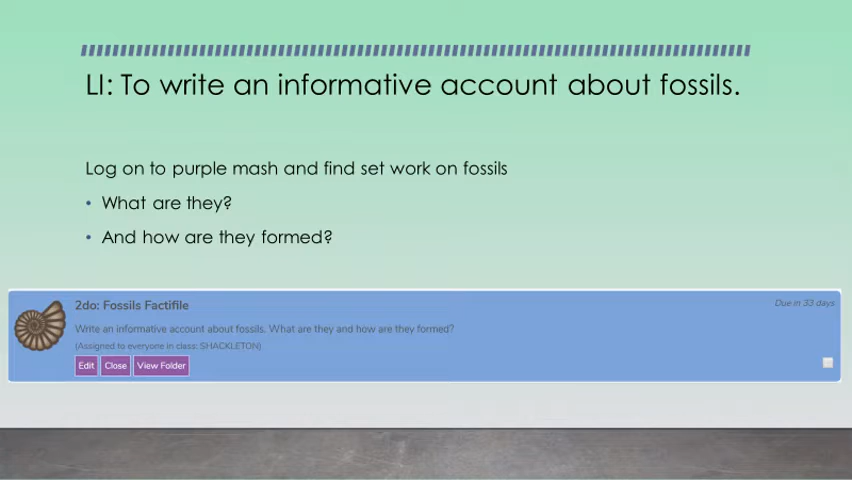 LI: To write an informative account about fossils.
Log on to purple mash and find set work on fossils
• What are they?
• And how are they formed?
2do: Fossils Factifile
Due in 33 days
Write an informative account about fossils. What are they and how are they formed?
(Assigned to everyone in class: SHACKLETON)
Edit Close View Folder